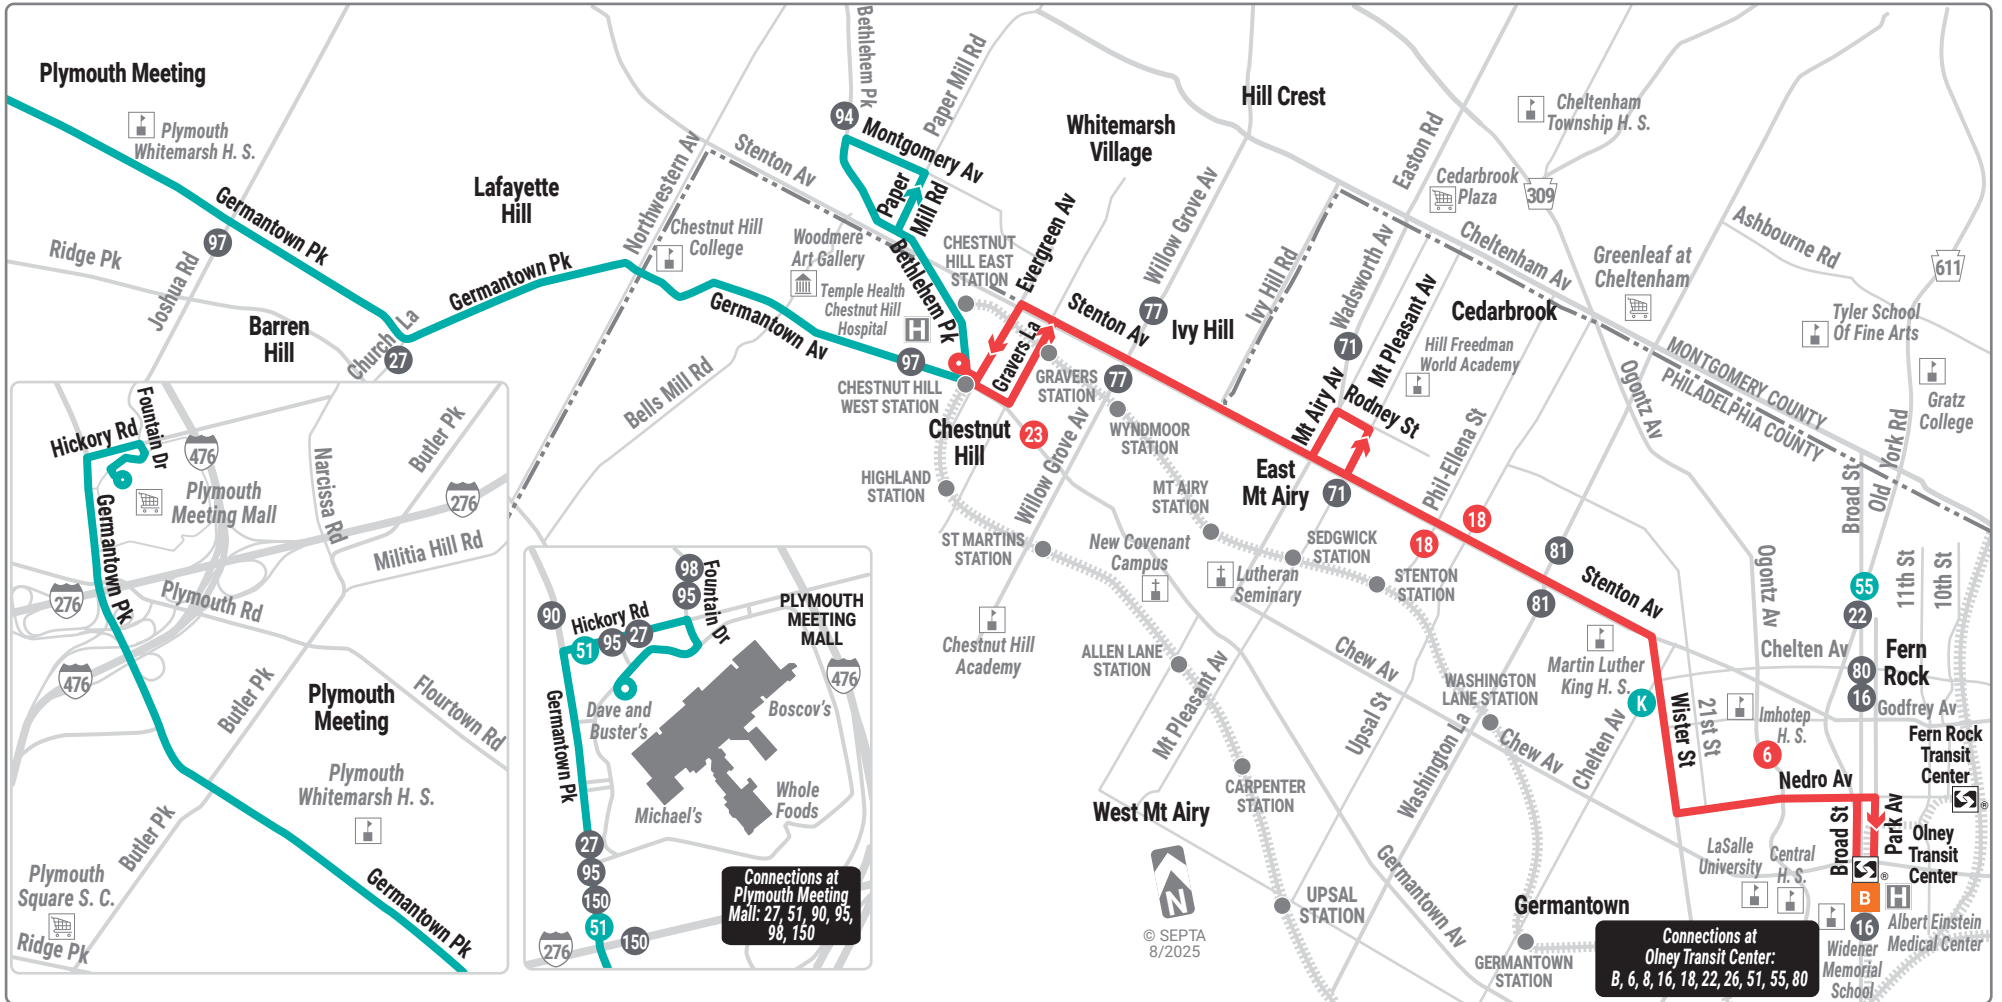 Plymouth Meeting
Plymouth
Whitemarsh H. S.
Germantown Pk
97
Ridge Pk
Joshua Rd
Lafayette
Hill
Barren
Hill
Church La
27
Germantown Pk
Northwestern Av
Stenton Av
Chestnut Hill
College
Bells Mill Rd
Germantown Av
Woodmere
Art Gallery
Temple Health
Chestnut Hill
Hospital
H
97
94
Bethlehem Pk
Montgomery Av
Paper Mill Rd
Paper
Mill Rd
Bethlehem Pk
CHESTNUT
HILL EAST
STATION
CHESTNUT HILL
WEST STATION
Chestnut
Hill
23
Evergreen Av
Gravers La
GRAVERS
STATION
Whitemarsh
Village
Hill Crest
Willow Grove Av
77
Stenton Av
Ivy Hill
77
Ivy Hill Rd
WYNDMOOR
STATION
Willow Grove Av
HIGHLAND
STATION
ST MARTINS
STATION
MT AIRY
STATION
New Covenant
Campus
Lutheran
Seminary
SEDGWICK
STATION
STENTON
STATION
Chestnut Hill
Academy
ALLEN LANE
STATION
Mt Pleasant Av
CARPENTER
STATION
West Mt Airy
UPSAL
STATION
Upsal St
Chew Av
WASHINGTON
LANE STATION
Washington La
Chew Av
Germantown Av
Germantown
GERMANTOWN
STATION
East
Mt Airy
71
Mt Airy Av
Rodney St
Mt Pleasant Av
Wadsworth Av
71
Easton Rd
Cedarbrook
Plaza
309
Cheltenham
Township H. S.
Cheltenham Av
Cedarbrook
Hill Freedman
World Academy
Phil-Ellena St
18
18
81
81
Stenton Av
Greenleaf at
Cheltenham
Ashbourne Rd
611
Tyler School
Of Fine Arts
Gratz
College
MONTGOMERY COUNTY
PHILADELPHIA COUNTY
Ogontz Av
Ogontz Av
Broad St
Old York Rd
11th St
10th St
55
22
Chelten Av
Fern
Rock
80
16
Godfrey Av
Fern Rock
Transit
Center
®
Martin Luther
King H. S.
K
Chelten Av
Wister St
21st St
Imhotep
H. S.
6
Nedro Av
Broad St
Park Av
Olney
Transit
Center
®
B
H
16
LaSalle
University
Central
H. S.
Albert Einstein
Medical Center
Widener
Memorial
School
Connections at
Olney Transit Center:
B, 6, 8, 16, 18, 22, 26, 51, 55, 80
N
© SEPTA
8/2025
Hickory Rd
Fountain Dr
476
Plymouth
Meeting Mall
Narcissa Rd
Butler Pk
276
Militia Hill Rd
Germantown Pk
276
Plymouth Rd
476
Butler Pk
Plymouth
Meeting
Flourtown Rd
Plymouth
Whitemarsh H. S.
Butler Pk
Plymouth
Square S. C.
Ridge Pk
Germantown Pk
98
95
Fountain Dr
90
Hickory Rd
51
95
27
PLYMOUTH
MEETING
MALL
476
Germantown Pk
Dave and
Buster's
Boscov's
Michael's
Whole
Foods
27
95
150
51
150
276
Connections at
Plymouth Meeting
Mall: 27, 51, 90, 95,
98, 150